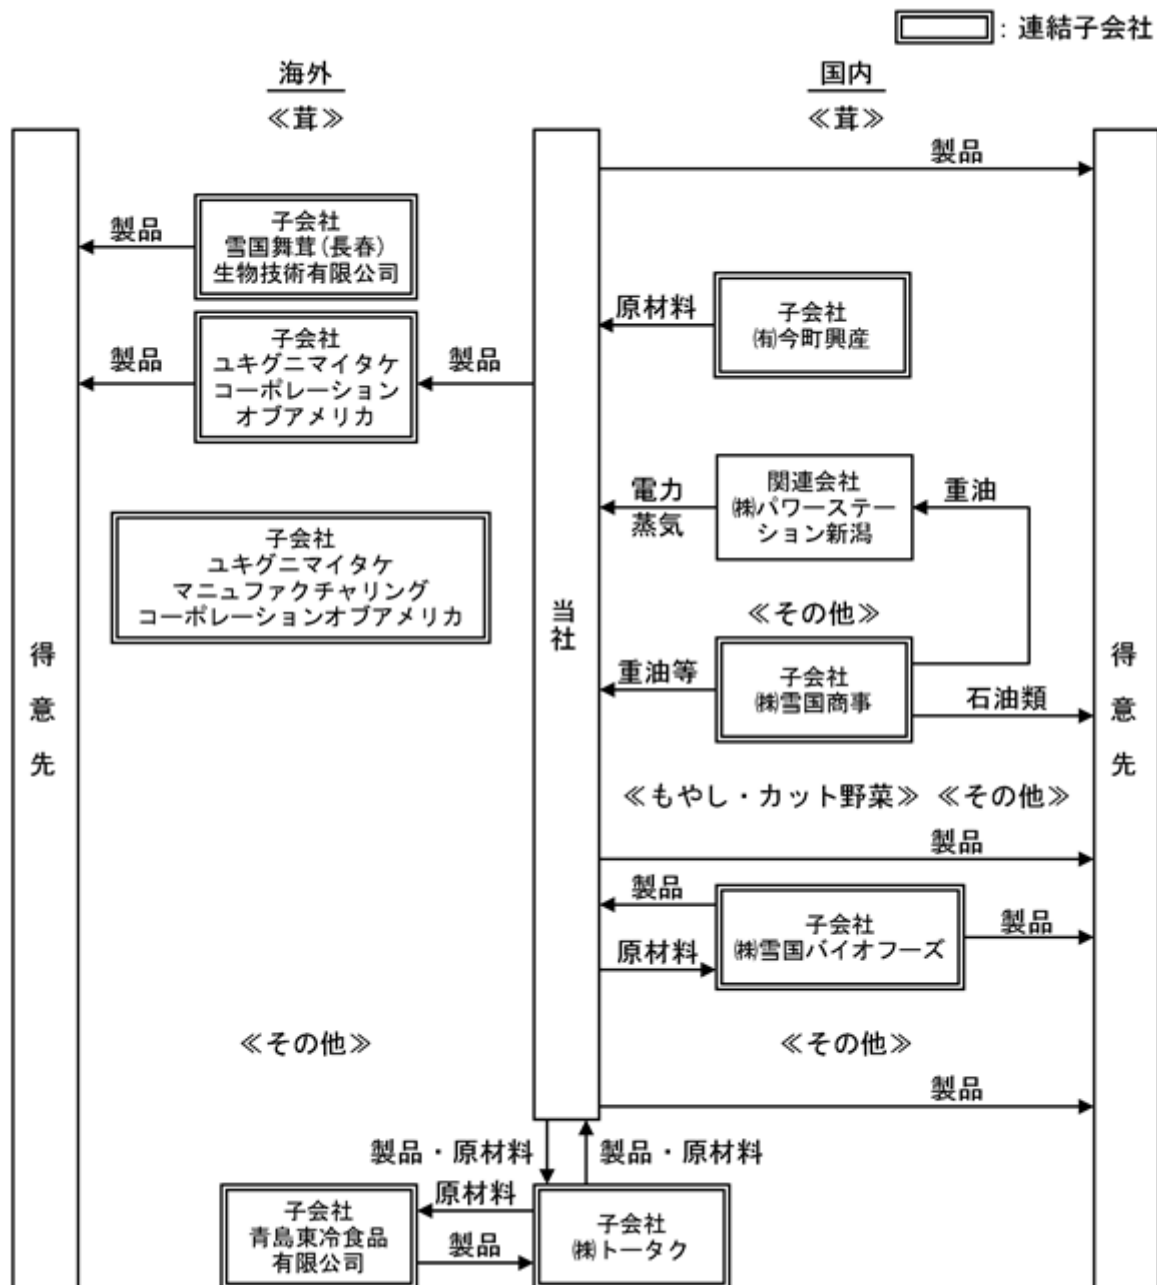 ：連結子会社
海外
国内
≪茸≫
≪茸≫
製品
子会社
雪国舞茸(長春)
生物技術有限公司
製品
原材料
子会社
㈲今町興産
製品
子会社
ユキグニマイタケ
コーポレーション
オブアメリカ
製品
電力
蒸気
関連会社
㈱パワーステー
ション新潟
重油
子会社
ユキグニマイタケ
マニュファクチャリング
コーポレーションオブアメリカ
当社
≪その他≫
得意先
重油等
子会社
㈱雪国商事
石油類
得意先
≪もやし・カット野菜≫
≪その他≫
製品
製品
原材料
子会社
㈱雪国バイオフーズ
製品
≪その他≫
≪その他≫
製品
製品・原材料
製品・原材料
子会社
青島東冷食品
有限公司
原材料
製品
子会社
㈱トータク